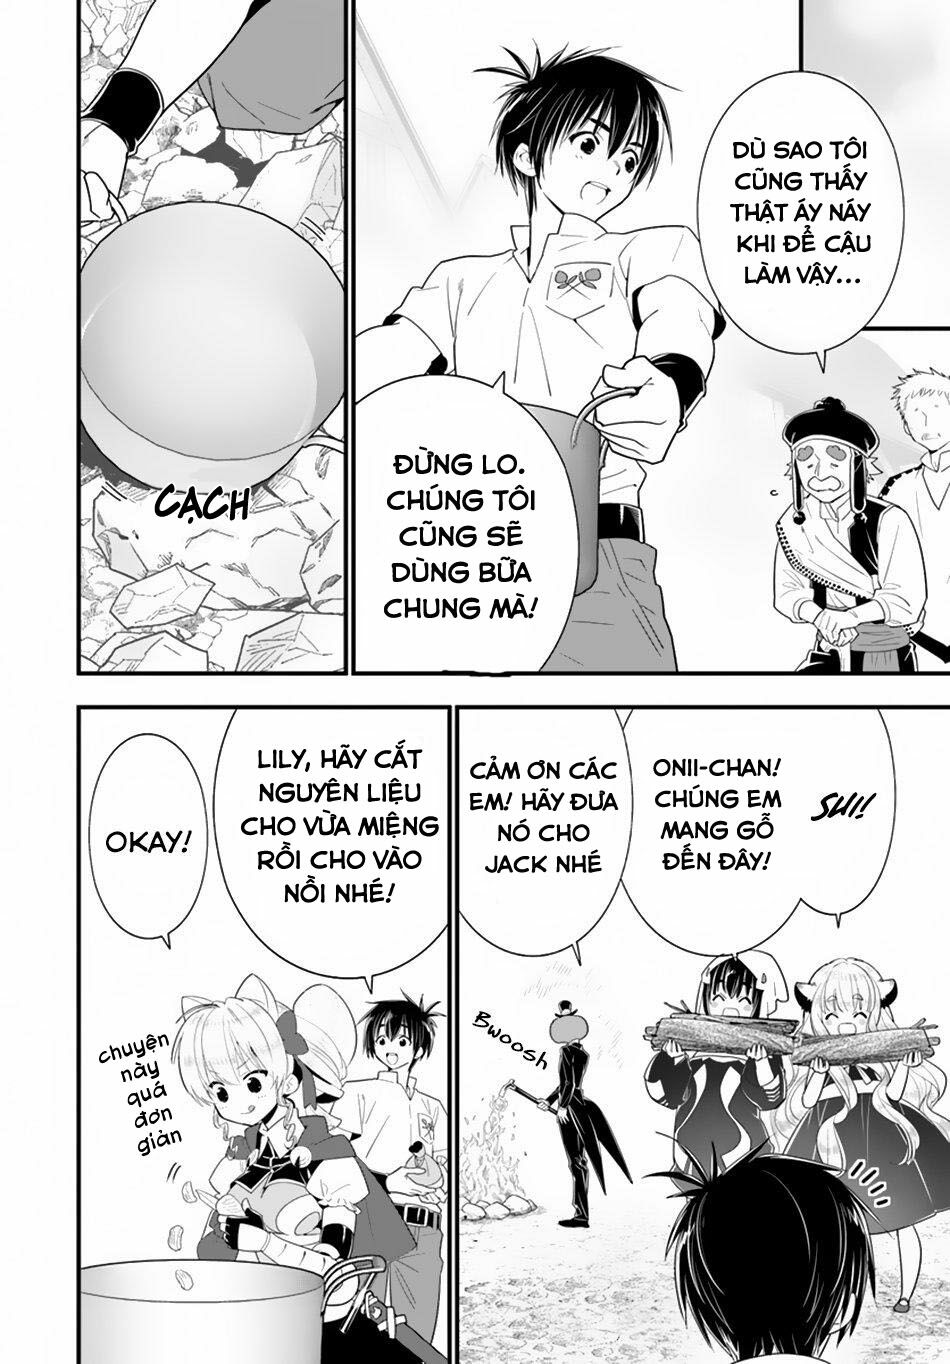 DÙ SAO TÔI
CŨNG THẤY
THẬT ÁY NÁY
KHI ĐỂ CẬU
LÀM VẬY...
ĐỪNG LO.
CHÚNG TÔI
CŨNG SẼ
DÙNG BỮA
CHUNG MÀ!
CẠCH
SUI!
ONII-CHAN!
CHÚNG EM
MANG GỖ
ĐẾN ĐÂY!
CẢM ƠN CÁC
EM! HÃY ĐƯA
NÓ CHO
JACK NHÉ
Bwoosh
LILY, HÃY CẮT
NGUYÊN LIỆU
CHO VỪA MIỆNG
RỒI CHO VÀO
NỒI NHÉ!
OKAY!
chuyện
này
quá
đơn
giản